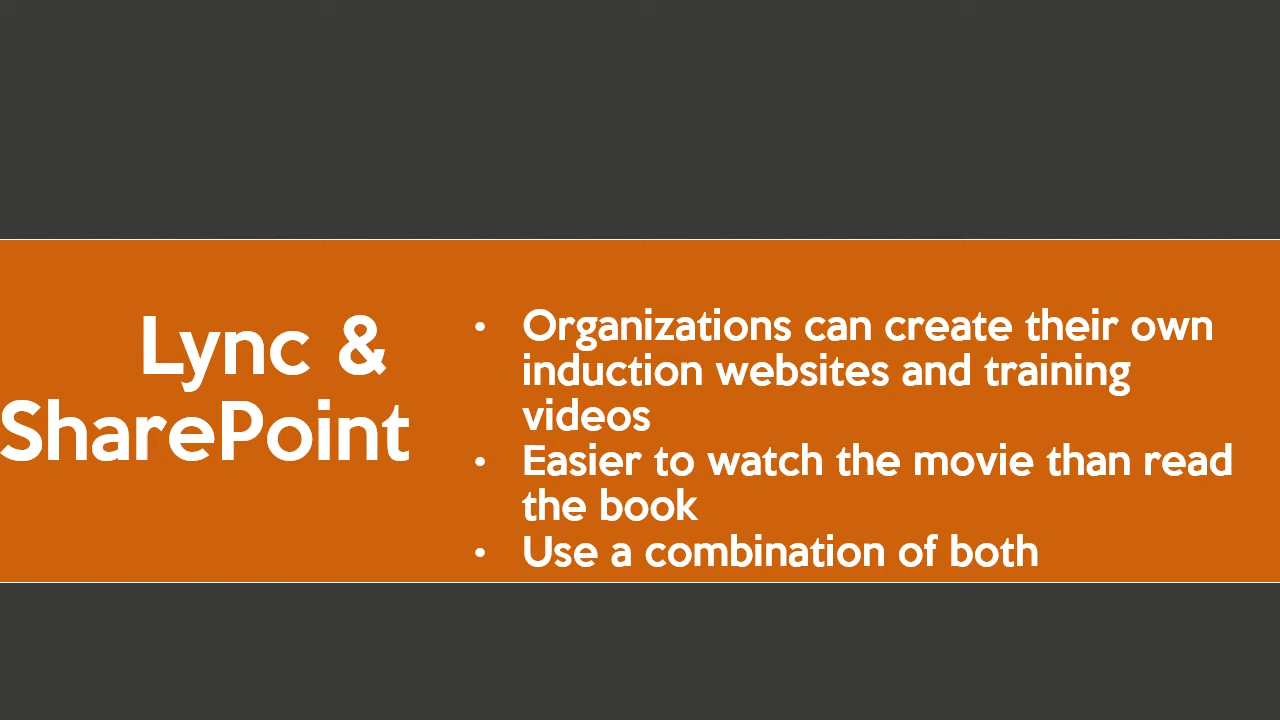 Lync &
SharePoint
• Organizations can create their own
induction websites and training
videos
• Easier to watch the movie than read
the book
• Use a combination of both